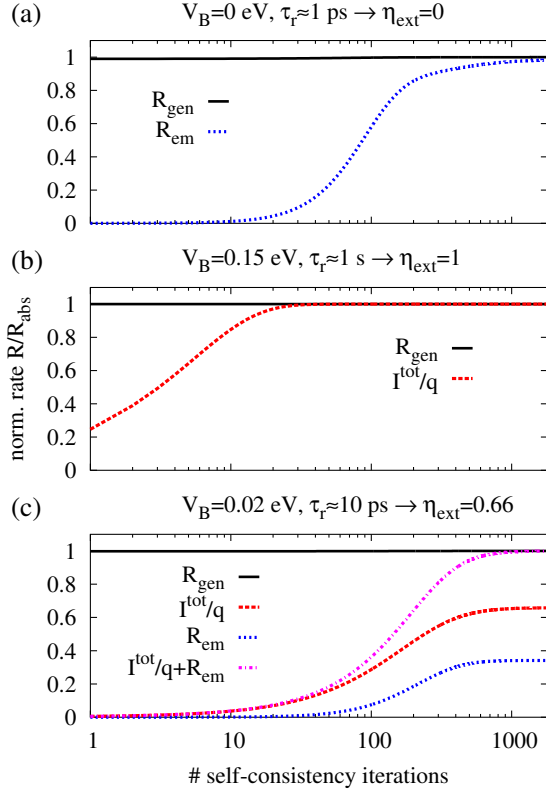 (a)
V_B=0 eV, τ_r≈1 ps → η_ext=0
1
0.8
0.6
0.4
0.2
0
R_gen
R_em
(b)
V_B=0.15 eV, τ_r≈1 s → η_ext=1
norm. rate R/R_abs
1
0.8
0.6
0.4
0.2
0
R_gen
I^tot/q
(c)
V_B=0.02 eV, τ_r≈10 ps → η_ext=0.66
1
0.8
0.6
0.4
0.2
0
R_gen
I^tot/q
R_em
I^tot/q+R_em
1 10 100 1000
# self-consistency iterations